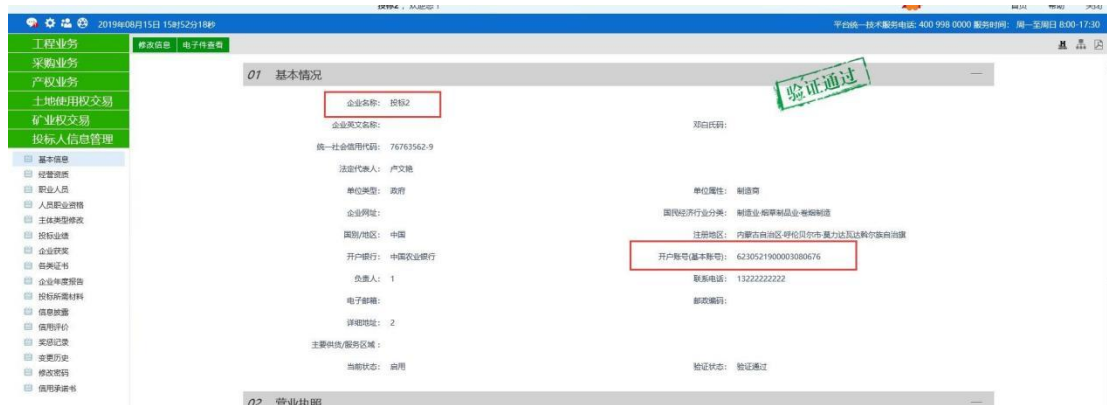 投标2，欢迎您！
首页 帮助 关闭
2019年08月15日 15时52分18秒
平台统一技术服务电话: 400 998 0000 服务时间: 周一至周日 8:00-17:30
工程业务
采购业务
产权业务
土地使用权交易
矿业权交易
投标人信息管理
基本信息
经营资质
职业人员
人员职业资格
主体类型修改
投标业绩
企业获奖
各类证书
企业年度报告
投标所需材料
信息披露
信用评价
奖惩记录
变更历史
修改密码
信用承诺书
修改信息 电子件查看
01 基本情况
验证通过
企业名称： 投标2
企业英文名称： 邓白氏码：
统一社会信用代码： 76763562-9
法定代表人： 卢文艳
单位类型： 政府 单位属性： 制造商
企业网址： 国民经济行业分类： 制造业-烟草制品业-卷烟制造
国别/地区： 中国 注册地区： 内蒙古自治区·呼伦贝尔市·莫力达瓦达斡尔族自治旗
开户银行： 中国农业银行 开户账号(基本账号)： 6230521900003080676
负责人： 1 联系电话： 13222222222
电子邮箱： 邮政编码：
详细地址： 2
主要供货/服务区域：
当前状态： 启用 验证状态： 验证通过
02 营业执照